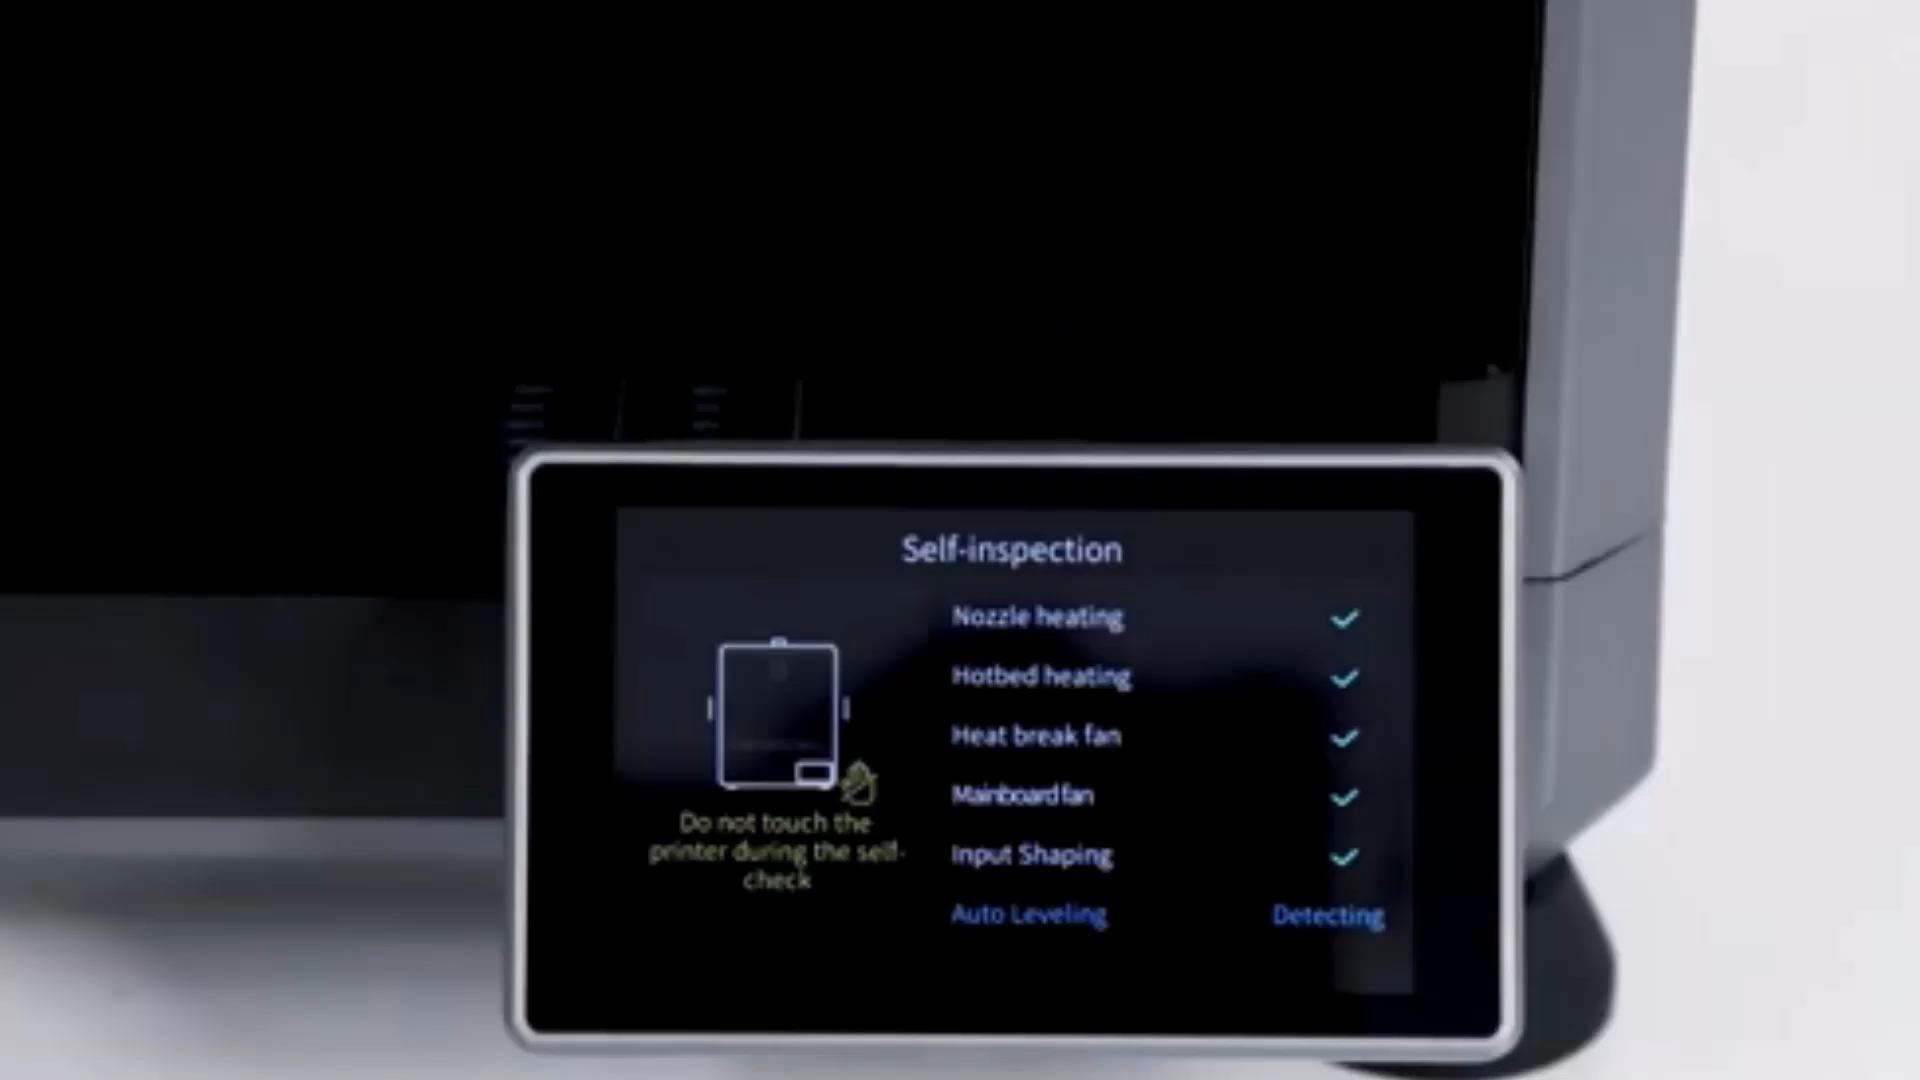 Self-inspection
Nozzle heating
Hotbed heating
Heat break fan
Mainboard fan
Input Shaping
Auto Leveling Detecting
Do not touch the
printer during the self-
check